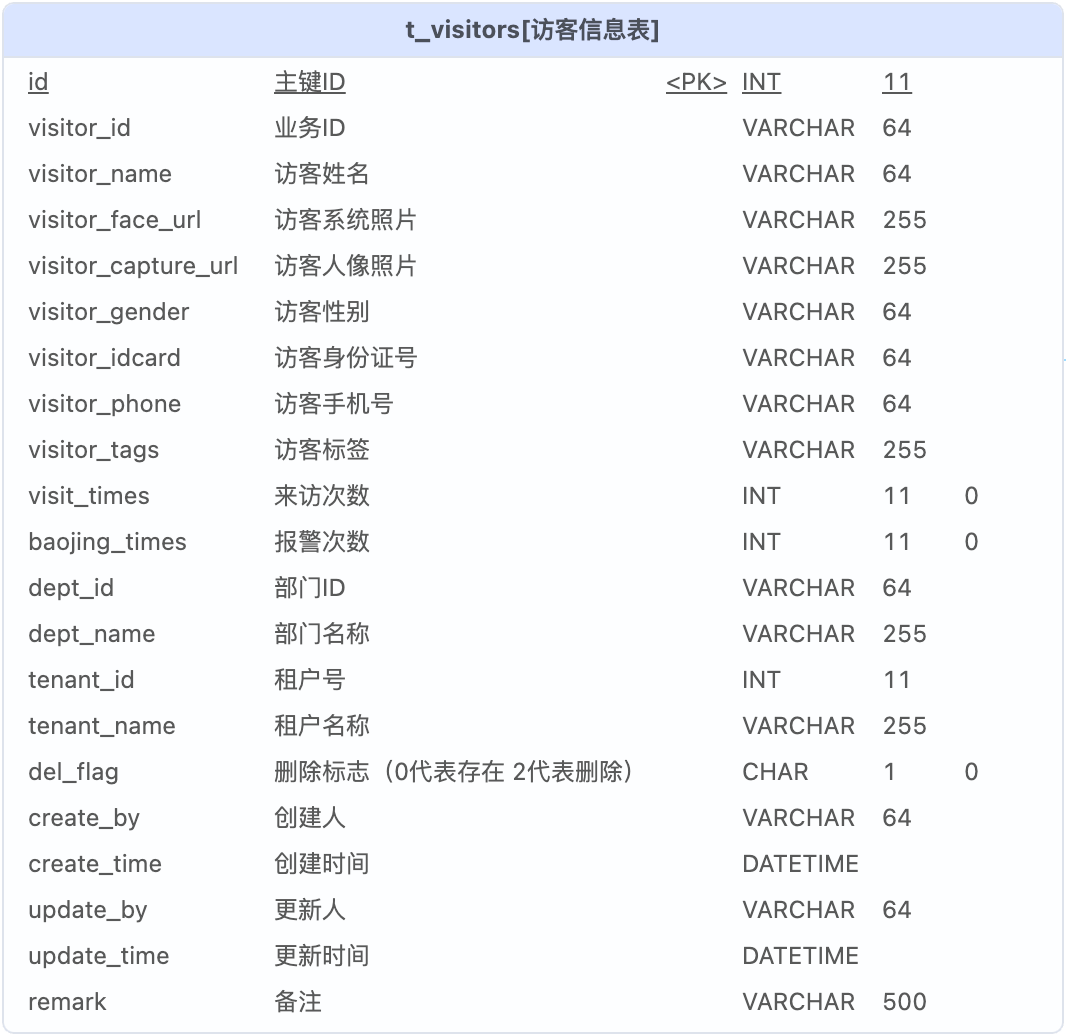 t_visitors[访客信息表]
id 主键ID <PK> INT 11
visitor_id 业务ID VARCHAR 64
visitor_name 访客姓名 VARCHAR 64
visitor_face_url 访客系统照片 VARCHAR 255
visitor_capture_url 访客人像照片 VARCHAR 255
visitor_gender 访客性别 VARCHAR 64
visitor_idcard 访客身份证号 VARCHAR 64
visitor_phone 访客手机号 VARCHAR 64
visitor_tags 访客标签 VARCHAR 255
visit_times 来访次数 INT 11 0
baojing_times 报警次数 INT 11 0
dept_id 部门ID VARCHAR 64
dept_name 部门名称 VARCHAR 255
tenant_id 租户号 INT 11
tenant_name 租户名称 VARCHAR 255
del_flag 删除标志（0代表存在 2代表删除） CHAR 1 0
create_by 创建人 VARCHAR 64
create_time 创建时间 DATETIME
update_by 更新人 VARCHAR 64
update_time 更新时间 DATETIME
remark 备注 VARCHAR 500